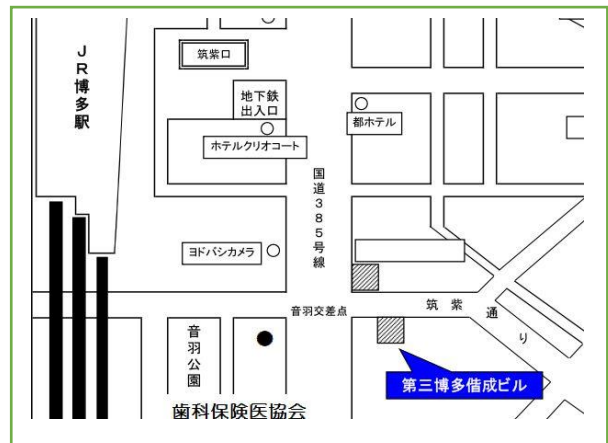 JR博多駅
筑紫口
地下鉄
出入口
ホテルクリオコート
都ホテル
国道385号線
ヨドバシカメラ
音羽交差点
筑紫通り
音羽公園
第三博多偕成ビル
歯科保険医協会